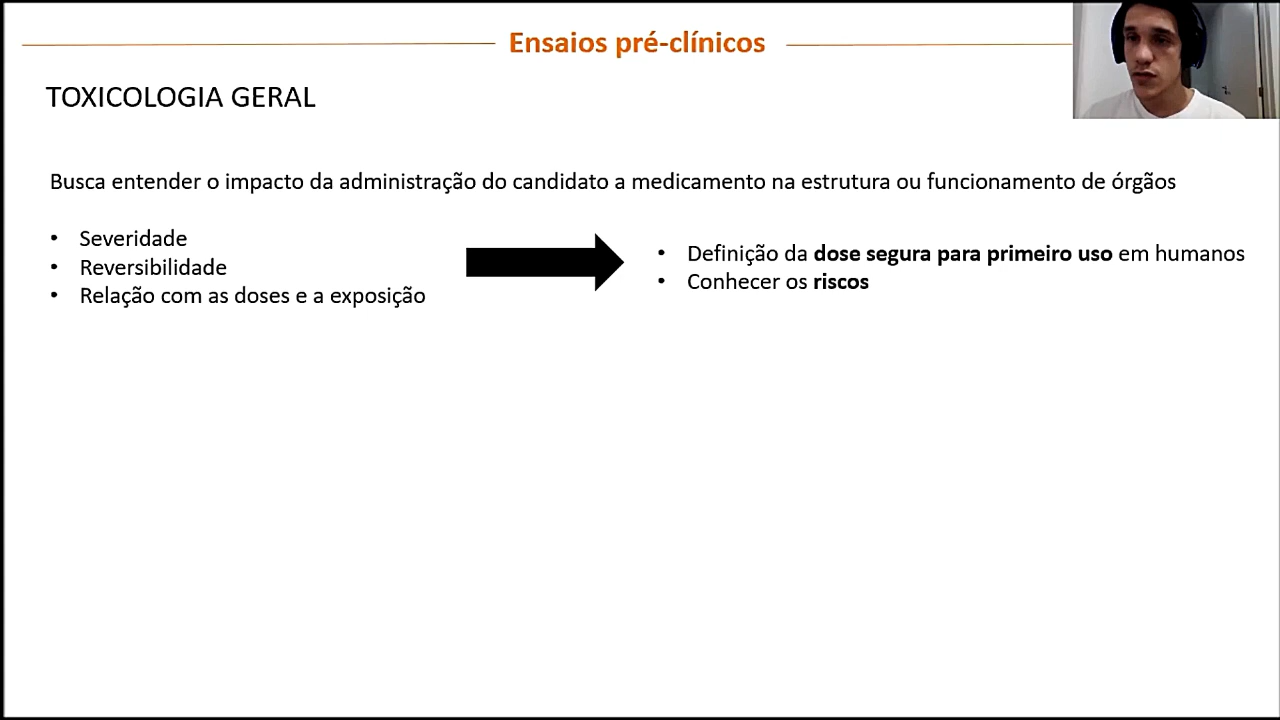 Ensaios pré-clínicos
TOXICOLOGIA GERAL
Busca entender o impacto da administração do candidato a medicamento na estrutura ou funcionamento de órgãos
• Severidade
• Reversibilidade
• Relação com as doses e a exposição
• Definição da dose segura para primeiro uso em humanos
• Conhecer os riscos